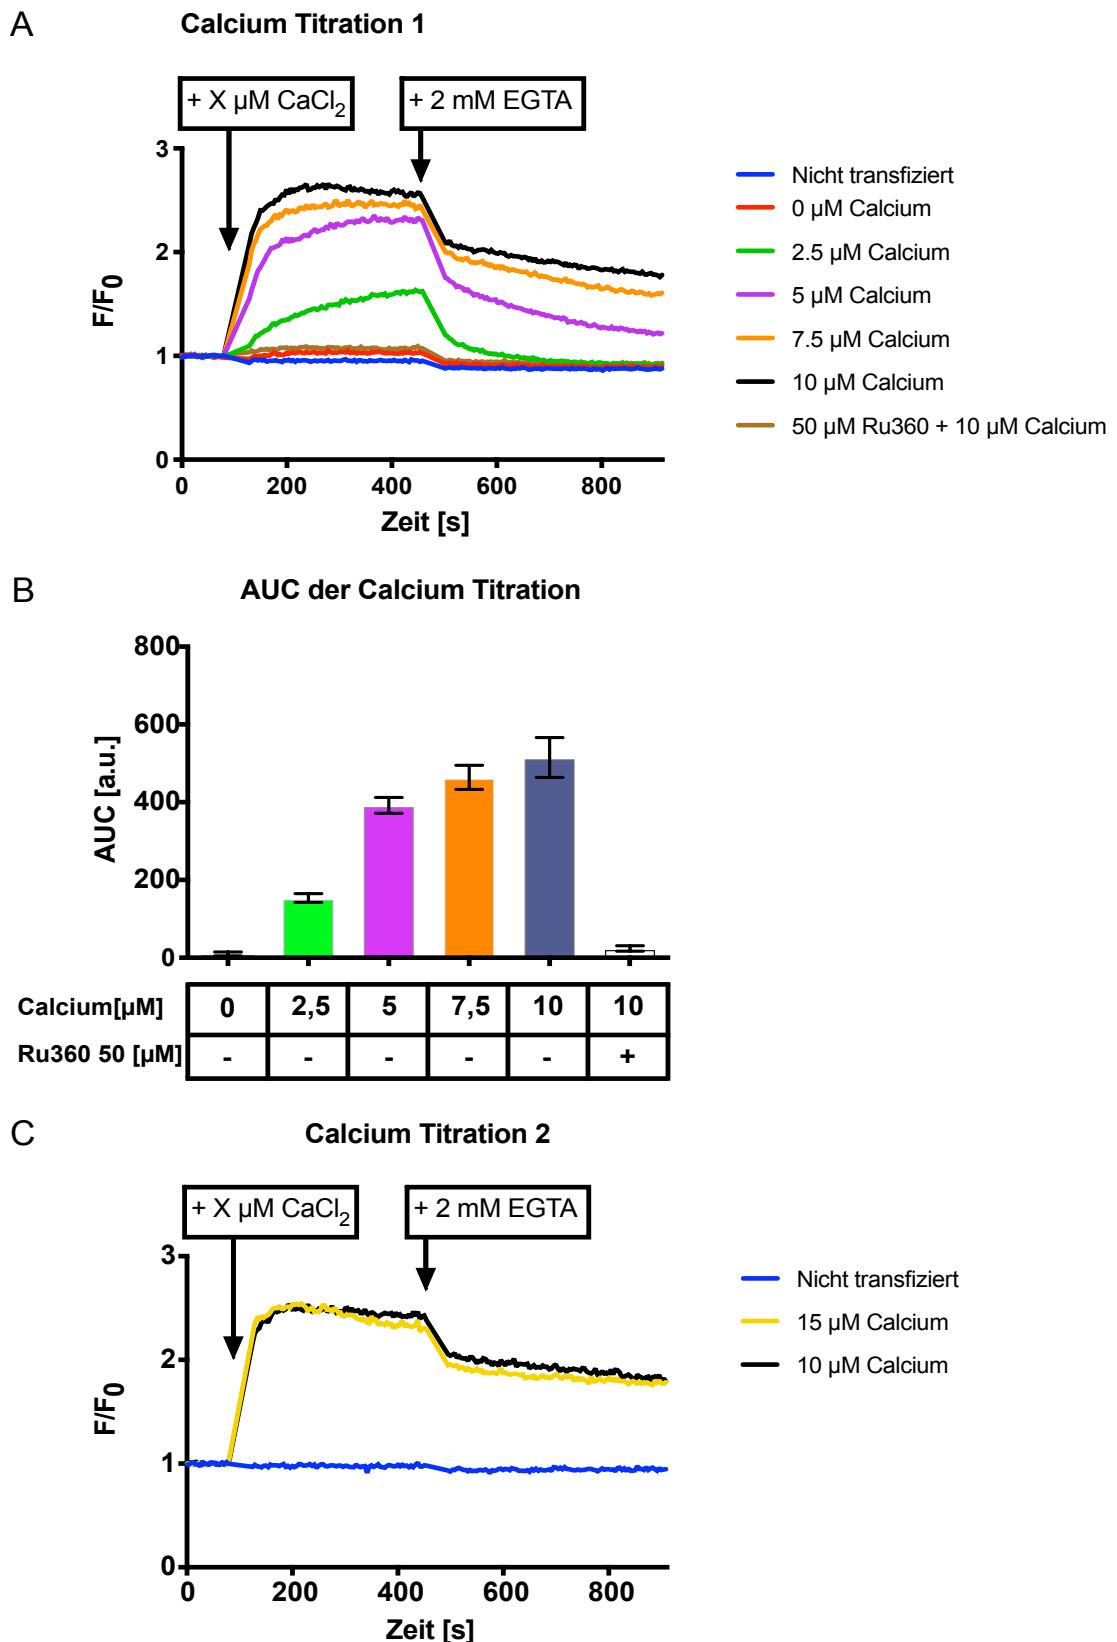 A
Calcium Titration 1
+ X µM CaCl2
+ 2 mM EGTA
3
2
1
0
F/F0
0 200 400 600 800
Zeit [s]
Nicht transfiziert
0 µM Calcium
2.5 µM Calcium
5 µM Calcium
7.5 µM Calcium
10 µM Calcium
50 µM Ru360 + 10 µM Calcium
B
AUC der Calcium Titration
800
600
400
200
0
AUC [a.u.]
Calcium[µM] 0 2,5 5 7,5 10 10
Ru360 50 [µM] - - - - - +
C
Calcium Titration 2
+ X µM CaCl2
+ 2 mM EGTA
3
2
1
0
F/F0
0 200 400 600 800
Zeit [s]
Nicht transfiziert
15 µM Calcium
10 µM Calcium